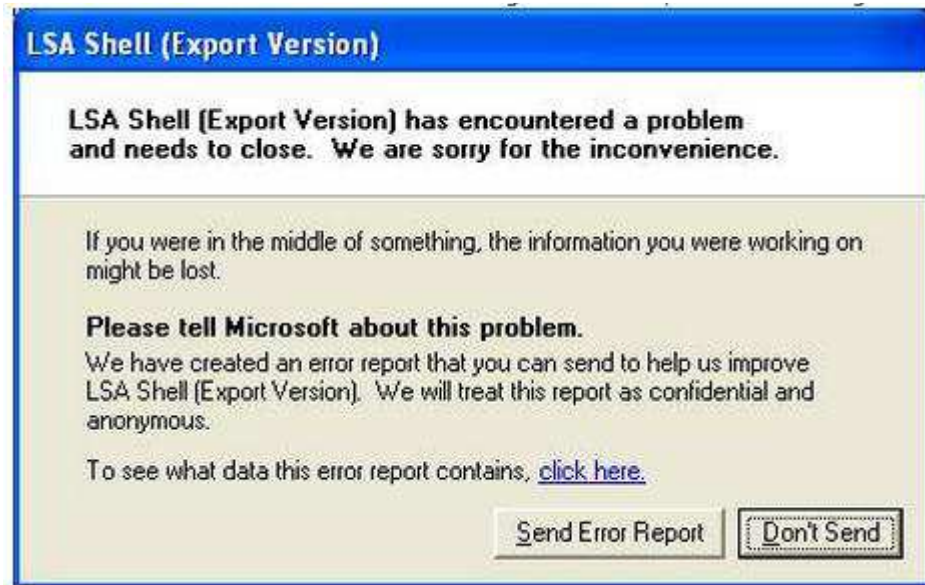 LSA Shell (Export Version)
LSA Shell (Export Version) has encountered a problem
and needs to close.  We are sorry for the inconvenience.
If you were in the middle of something, the information you were working on
might be lost.
Please tell Microsoft about this problem.
We have created an error report that you can send to help us improve
LSA Shell (Export Version).  We will treat this report as confidential and
anonymous.
To see what data this error report contains, click here.
Send Error Report
Don't Send